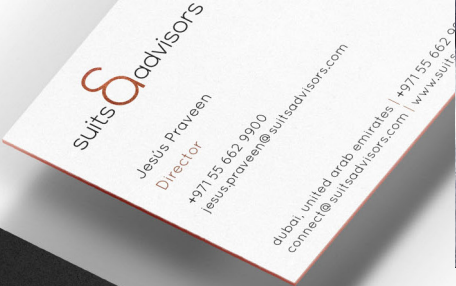 suits & advisors
Jesús Praveen
Director
+971 55 662 9900
jesus.praveen@suitsadvisors.com
dubai, united arab emirates | +971 55 662
connect@suitsadvisors.com | www.suits